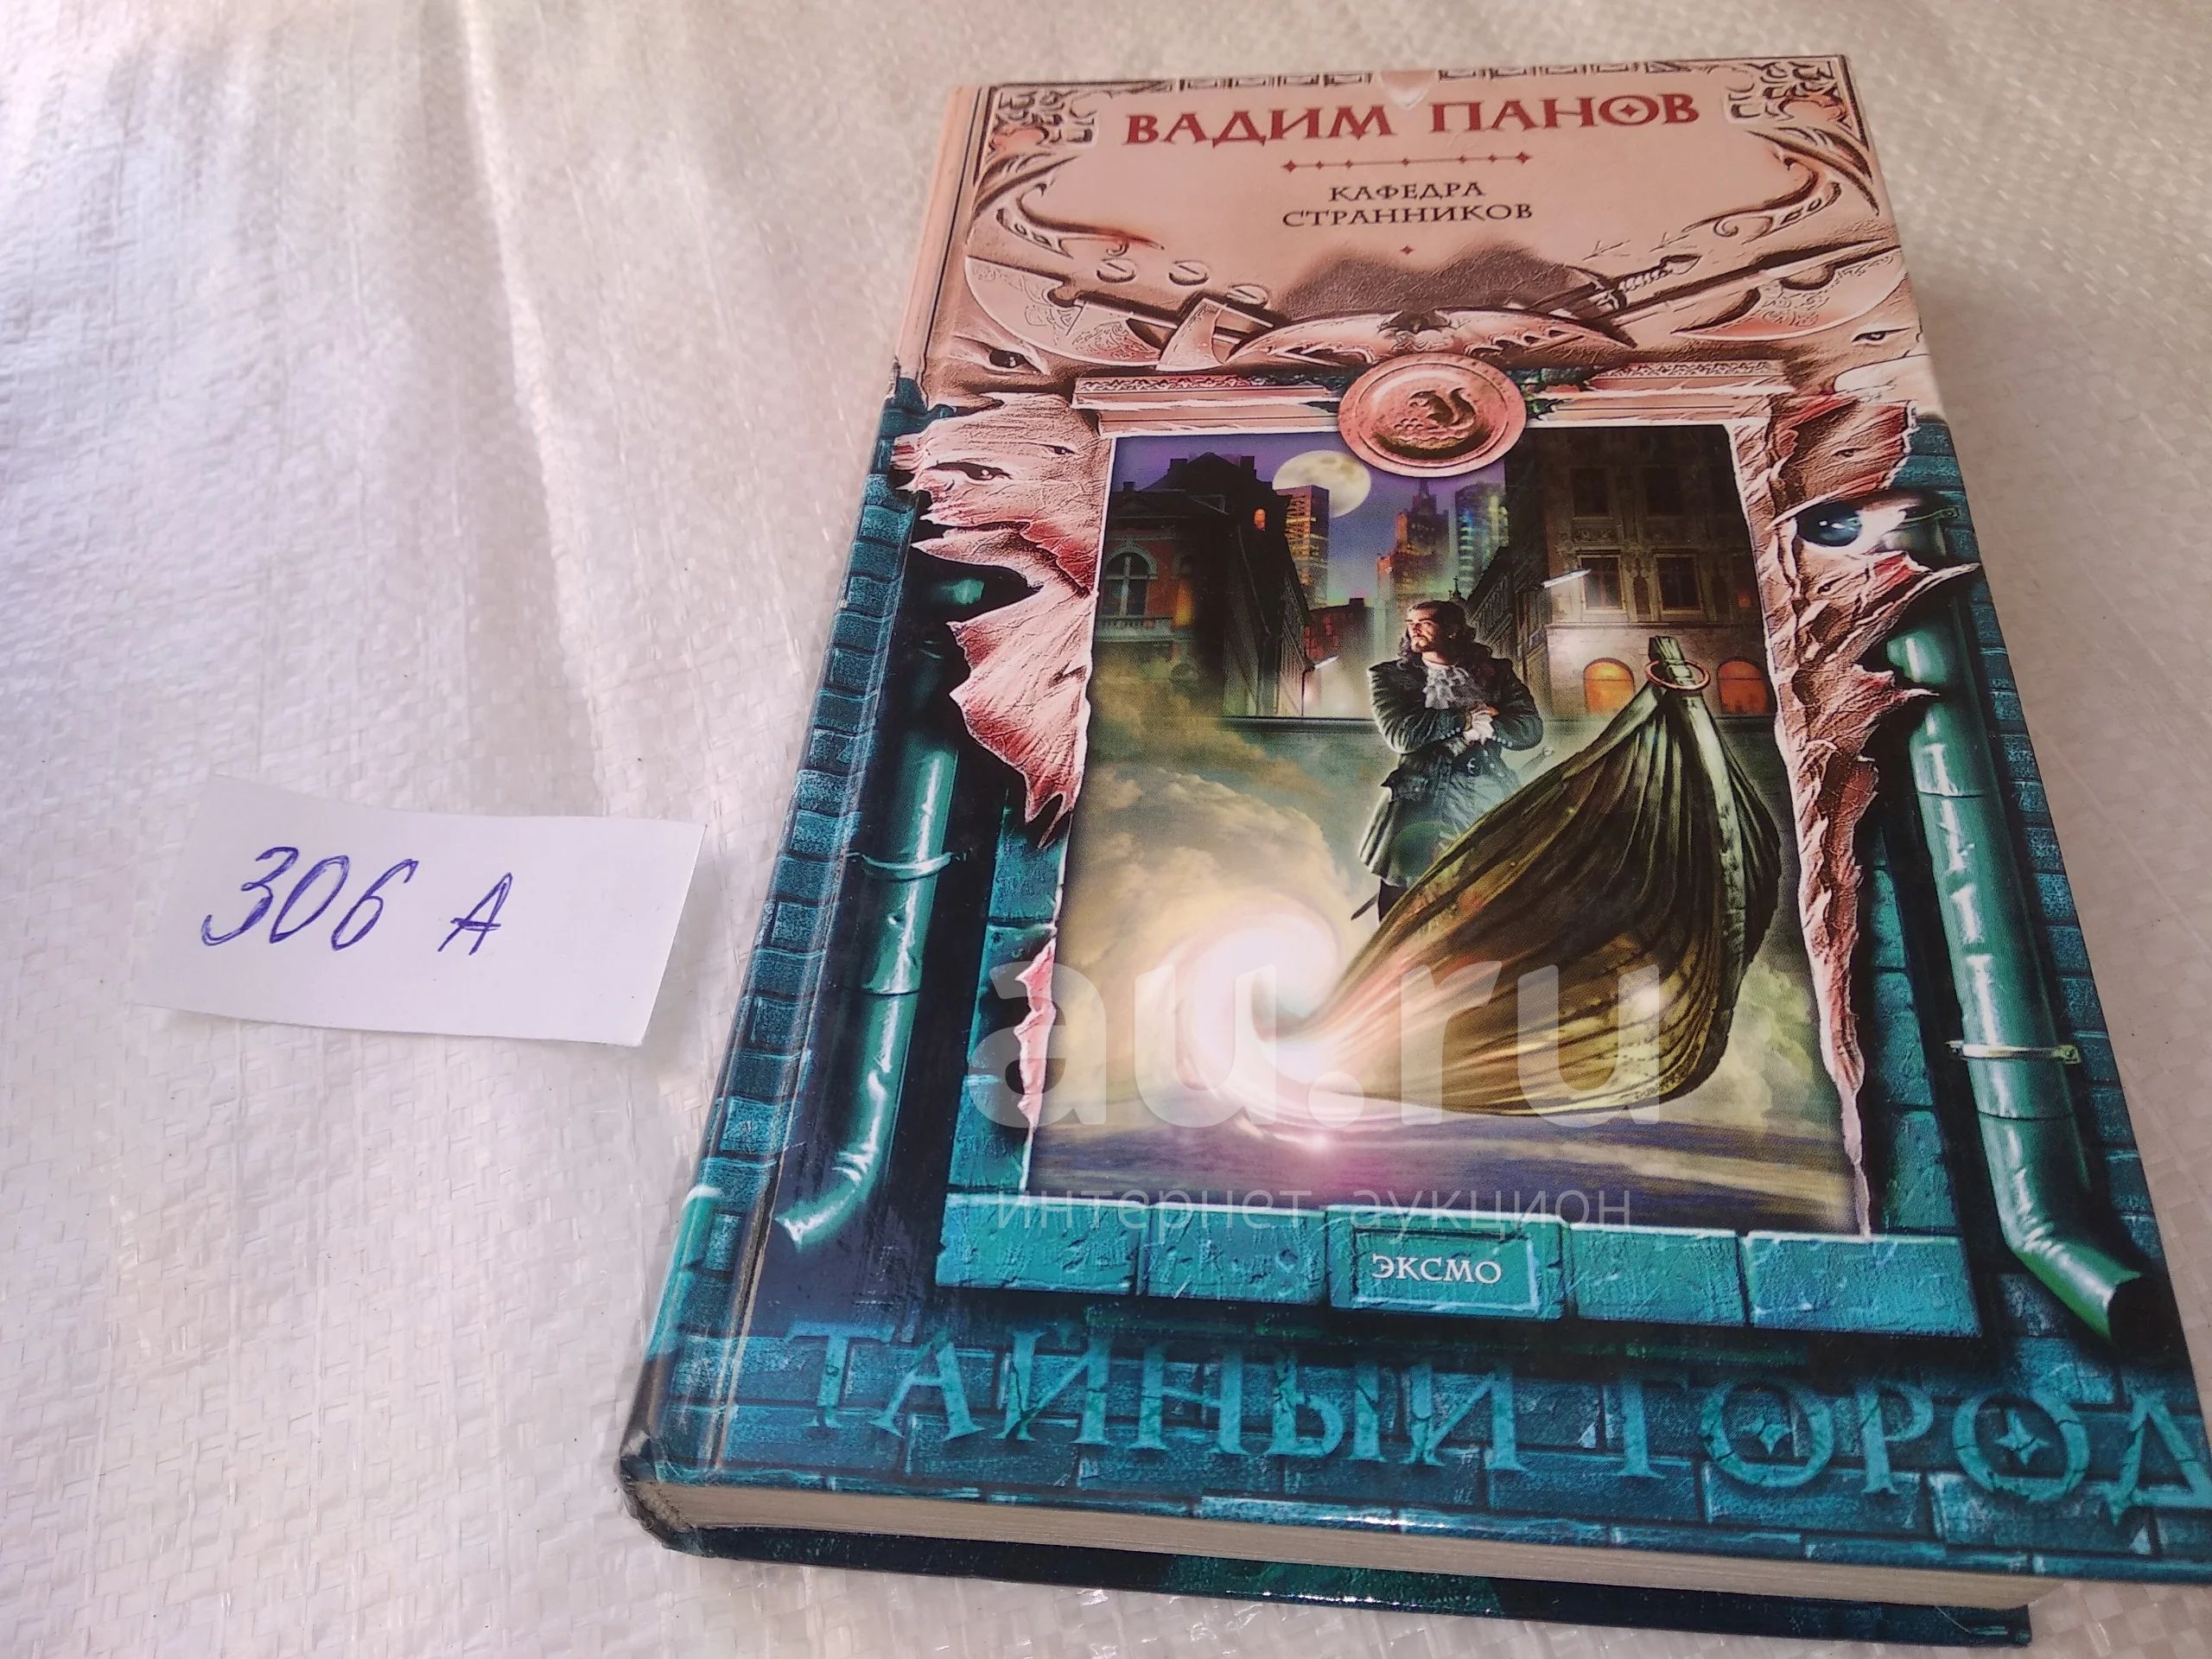 ВАДИМ ПАНОВ
КАФЕДРА
СТРАННИКОВ
306 А
au.ru
интернет аукцион
ЭКСМО
ТАЙНЫЙ ГОРОД